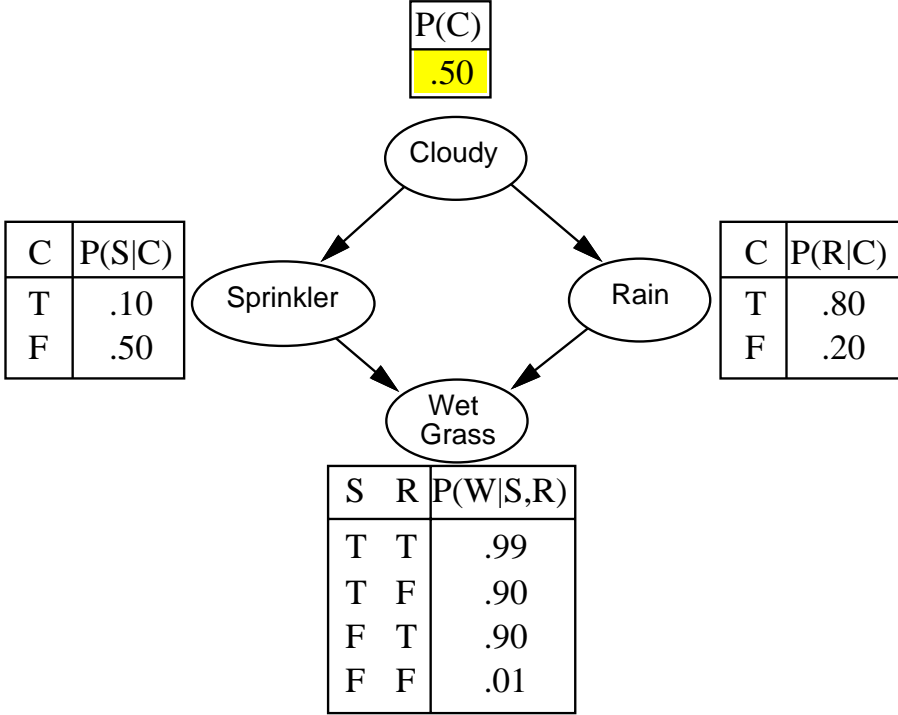 P(C)
.50
Cloudy
C P(S|C)
T .10
F .50
Sprinkler
Rain
C P(R|C)
T .80
F .20
Wet
Grass
S R P(W|S,R)
T T .99
T F .90
F T .90
F F .01